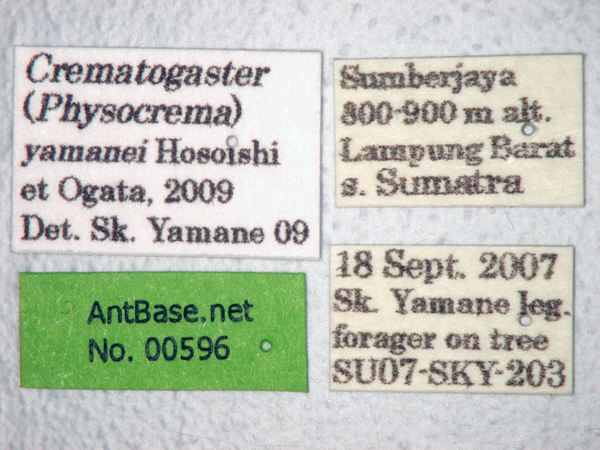 Crematogaster
(Physocrema)
yamanei Hosoishi
et Ogata, 2009
Det. Sk. Yamane 09
Sumberjaya
800-900 m alt.
Lampung Barat
s. Sumatra
AntBase.net
No. 00596
18 Sept. 2007
Sk. Yamane leg.
forager on tree
SU07-SKY-203